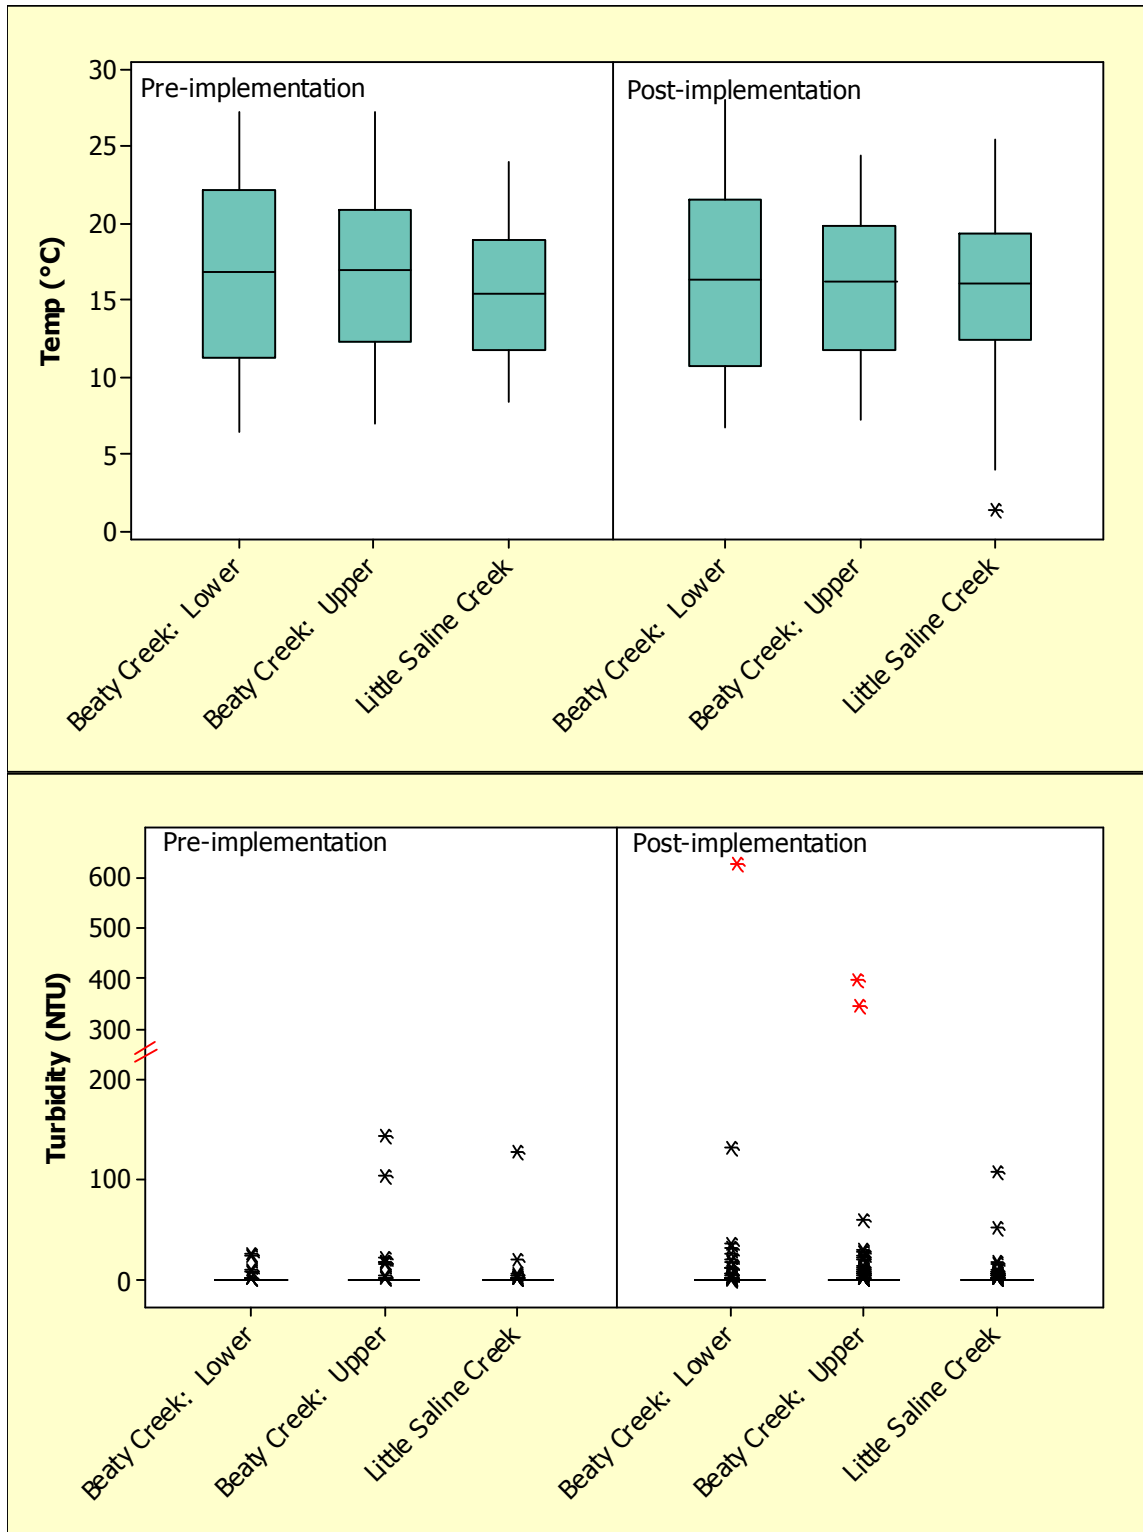 Pre-implementation
Post-implementation
30
25
20
15
10
5
0
Temp (°C)
Beaty Creek: Lower
Beaty Creek: Upper
Little Saline Creek
Beaty Creek: Lower
Beaty Creek: Upper
Little Saline Creek
Pre-implementation
Post-implementation
600
500
400
300
200
100
0
Turbidity (NTU)
Beaty Creek: Lower
Beaty Creek: Upper
Little Saline Creek
Beaty Creek: Lower
Beaty Creek: Upper
Little Saline Creek